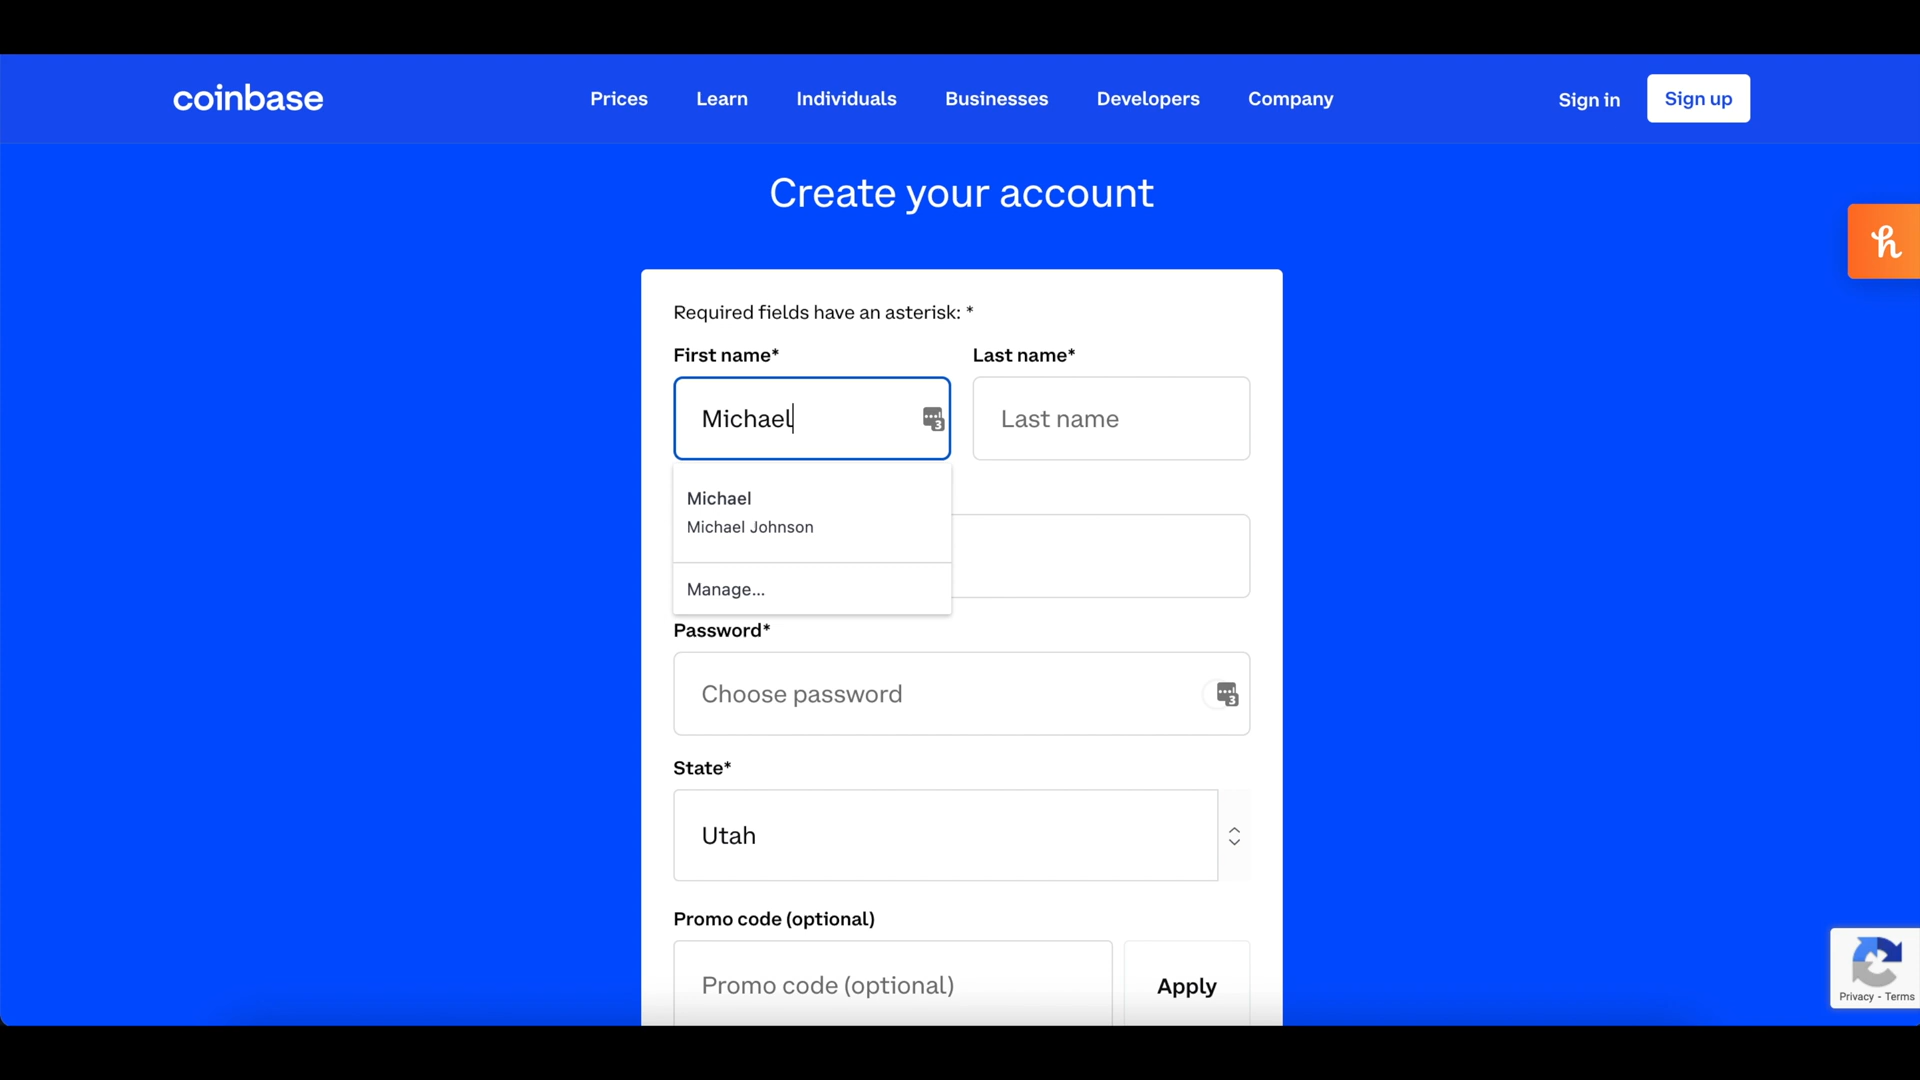 coinbase
Prices Learn Individuals Businesses Developers Company
Sign in Sign up
Create your account
Required fields have an asterisk: *
First name* Last name*
Michael Last name
3
Michael
Michael Johnson
Manage...
Password*
Choose password
3
State*
Utah
Promo code (optional)
Promo code (optional) Apply
Privacy - Terms
h